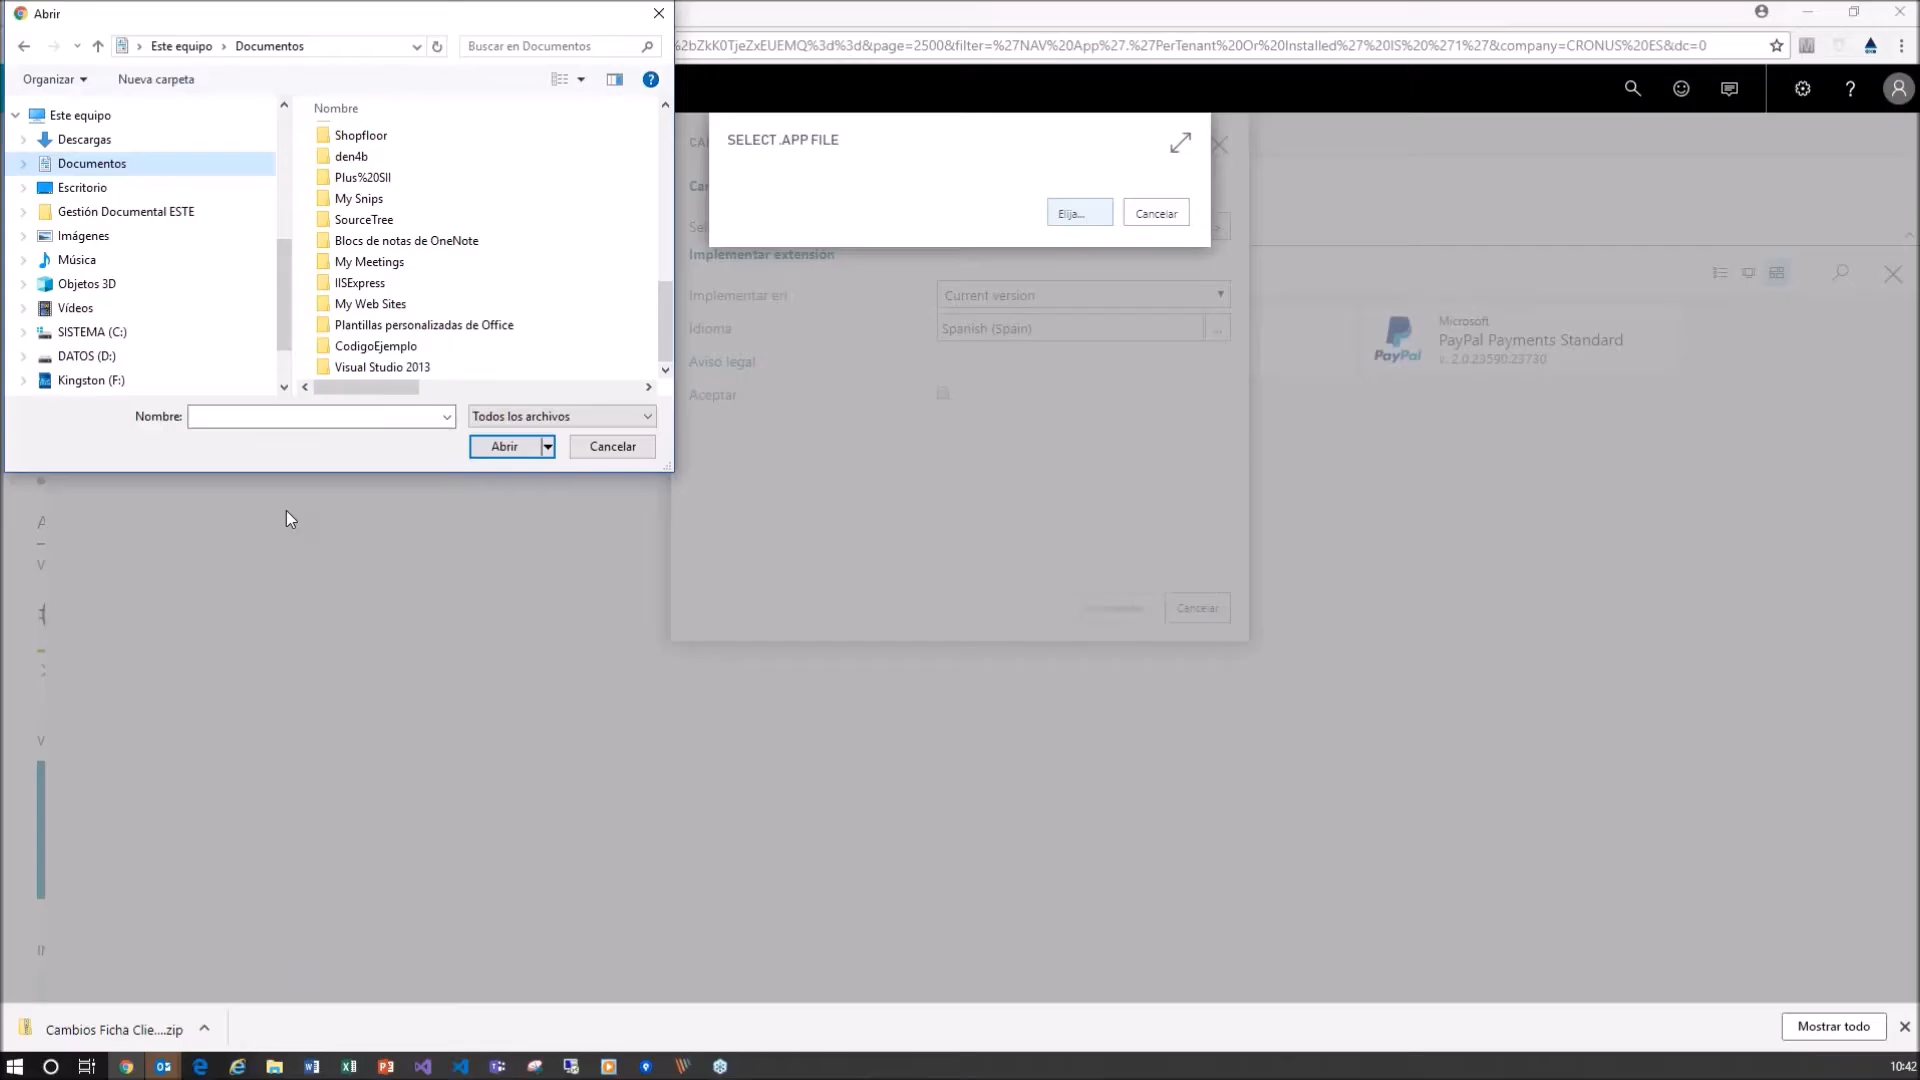 Abrir
Este equipo > Documentos
Buscar en Documentos
%2bZkK0TjeZxEUEMQ%3d%3d&page=2500&filter=%27NAV%20App%27.%27PerTenant%20Or%20Installed%27%20IS%20%271%27&company=CRONUS%20ES&dc=0
Organizar
Nueva carpeta
Este equipo
Descargas
Documentos
Escritorio
Gestión Documental ESTE
Imágenes
Música
Objetos 3D
Vídeos
SISTEMA (C:)
DATOS (D:)
Kingston (F:)
Nombre
Shopfloor
den4b
Plus%20SII
My Snips
SourceTree
Blocs de notas de OneNote
My Meetings
IISExpress
My Web Sites
Plantillas personalizadas de Office
CodigoEjemplo
Visual Studio 2013
Nombre:
Todos los archivos
Abrir
Cancelar
SELECT .APP FILE
Elija...
Cancelar
Implementar extensión
Implementar en
Current version
Idioma
Spanish (Spain)
...
Aviso legal
Aceptar
Cancelar
Microsoft
PayPal Payments Standard
v. 2.0.23590.23730
PayPal
Cambios Ficha Clie....zip
Mostrar todo
10:42